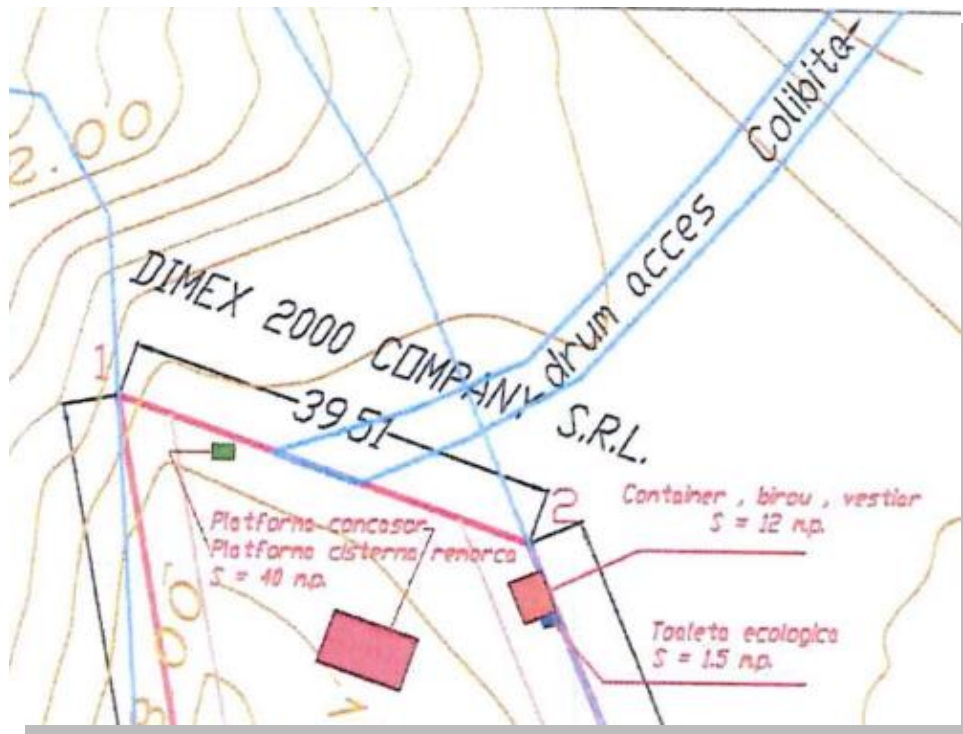 2.00
Colibita
drum acces
DIMEX 2000 COMPANY S.R.L.
1
39.51
2
Container , birou , vestiar
S = 12 m.p.
Platforma concasor
Platforma cisterna remorca
S = 40 m.p.
Toaleta ecologica
S = 1.5 m.p.